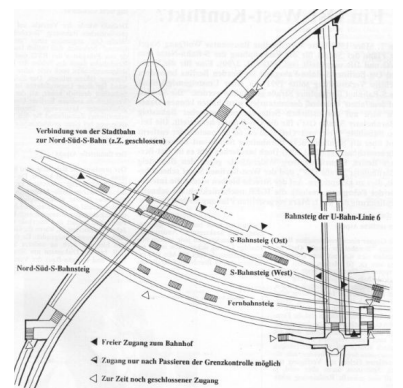 Verbindung von der Stadtbahn
zur Nord-Süd-S-Bahn (z.Z. geschlossen)
Bahnsteig der U-Bahn-Linie 6
S-Bahnsteig (Ost)
S-Bahnsteig (West)
Nord-Süd-S-Bahnsteig
Fernbahnsteig
Freier Zugang zum Bahnhof
Zugang nur nach Passieren der Grenzkontrolle möglich
Zur Zeit noch geschlossener Zugang